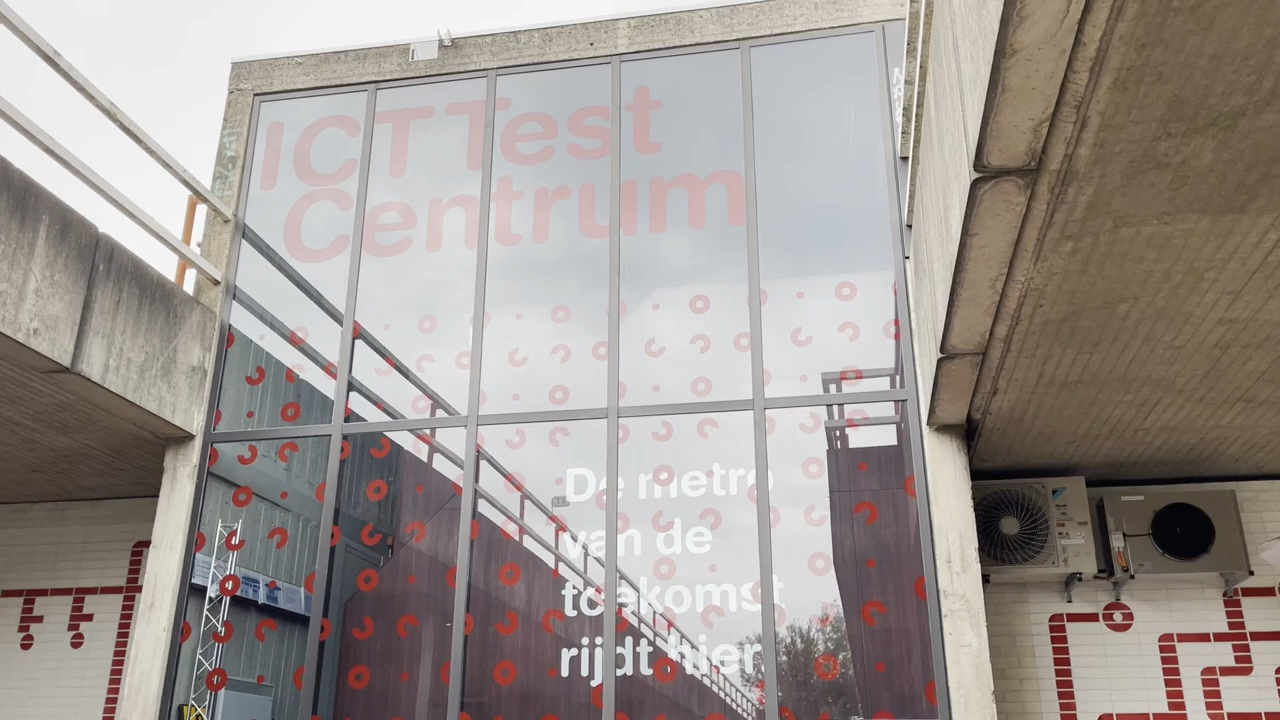 ICT Test
Centrum
De metro
van de
toekomst
rijdt hier